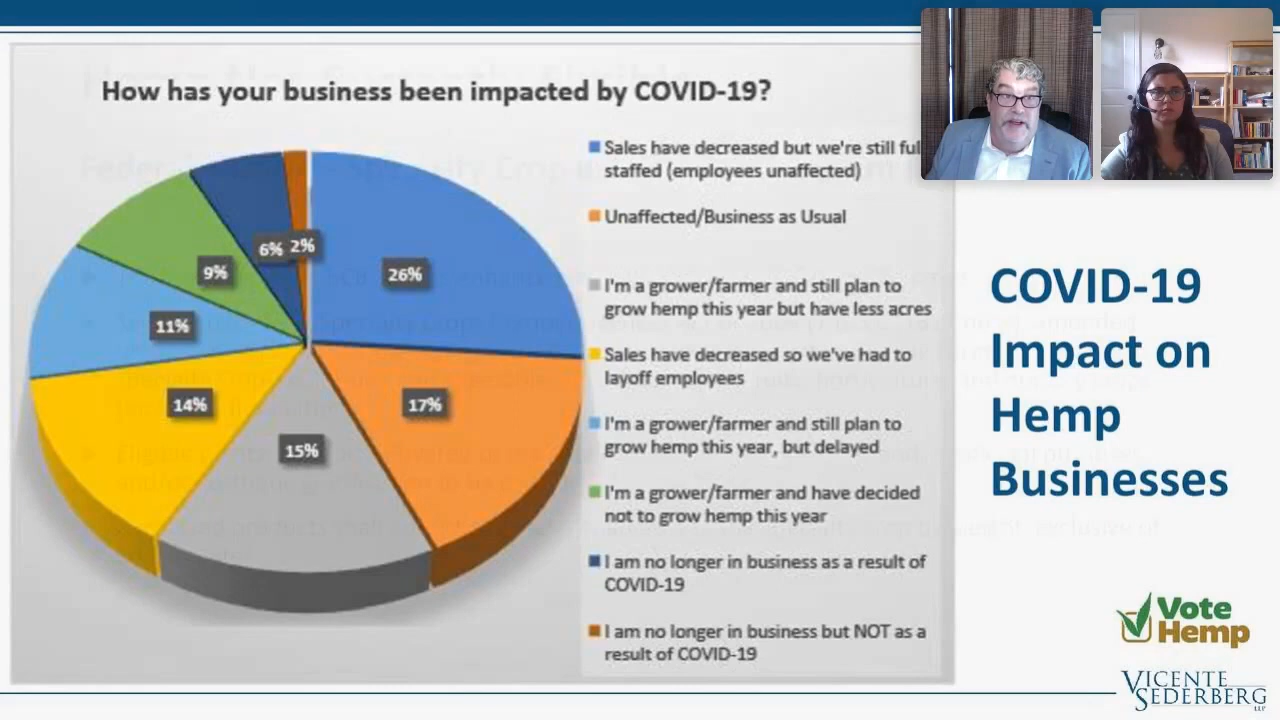 How has your business been impacted by COVID-19?
Sales have decreased but we're still ful
staffed (employees unaffected)
Unaffected/Business as Usual
I'm a grower/farmer and still plan to
grow hemp this year but have less acres
Sales have decreased so we've had to
layoff employees
I'm a grower/farmer and still plan to
grow hemp this year, but delayed
I'm a grower/farmer and have decided
not to grow hemp this year
I am no longer in business as a result of
COVID-19
I am no longer in business but NOT as a
result of COVID-19
26%
17%
15%
14%
11%
9%
6%
2%
COVID-19
Impact on
Hemp
Businesses
Vote
Hemp
VICENTE
SEDERBERG
LLP